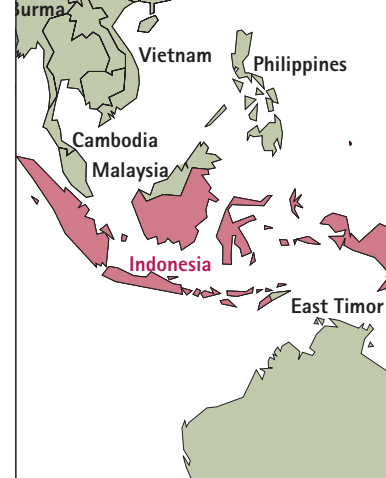 Burma
Vietnam
Philippines
Cambodia
Malaysia
Indonesia
East Timor